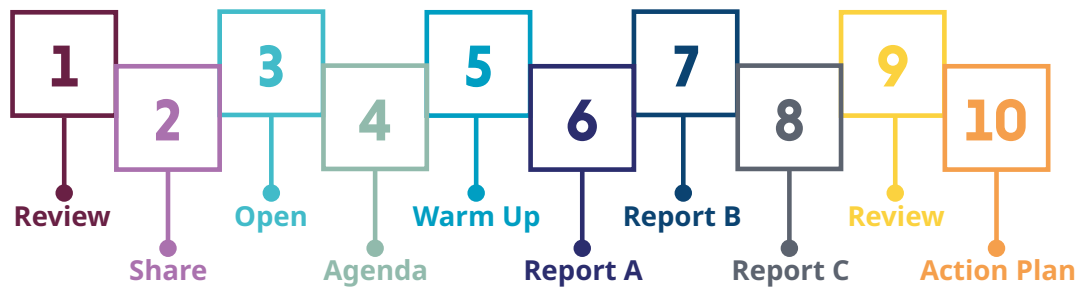 1
Review
2
Share
3
Open
4
Agenda
5
Warm Up
6
Report A
7
Report B
8
Report C
9
Review
10
Action Plan